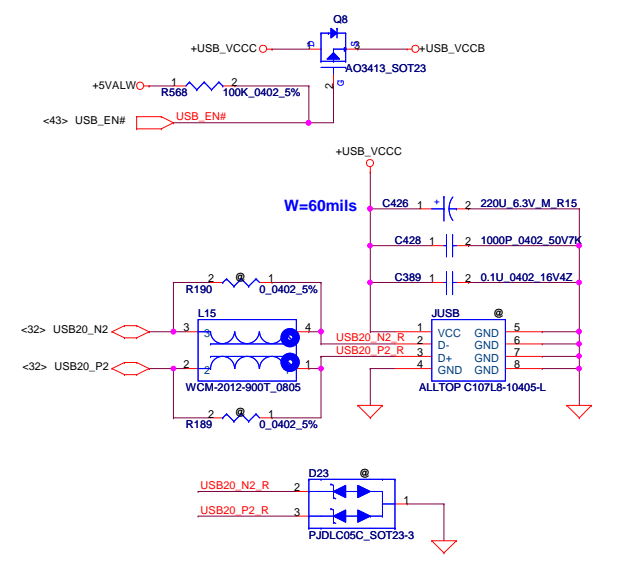 Q8
+USB_VCCC D S 3 +USB_VCCB
AO3413_SOT23
+5VALW 1 2 2 G
R568 100K_0402_5%
<43> USB_EN# USB_EN#
+USB_VCCC
W=60mils
C426 1 + 2 220U_6.3V_M_R15
C428 1 2 1000P_0402_50V7K
C389 1 2 0.1U_0402_16V4Z
2 @ 1
R190 0_0402_5%
L15
<32> USB20_N2 3 3 4
<32> USB20_P2 2 2 1
WCM-2012-900T_0805
2 @ 1
R189 0_0402_5%
JUSB @
1 VCC GND 5
USB20_N2_R 2 D- GND 6
USB20_P2_R 3 D+ GND 7
4 GND GND 8
ALLTOP C107L8-10405-L
D23 @
USB20_N2_R 2
1
USB20_P2_R 3
PJDLC05C_SOT23-3